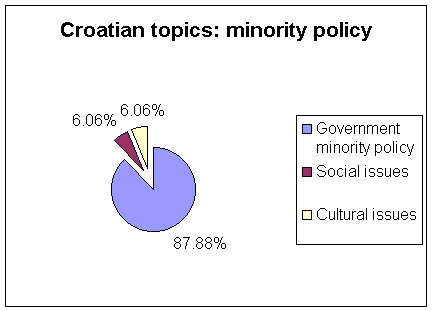 Croatian topics: minority policy
6.06%
6.06%
87.88%
Government
minority policy
Social issues
Cultural issues